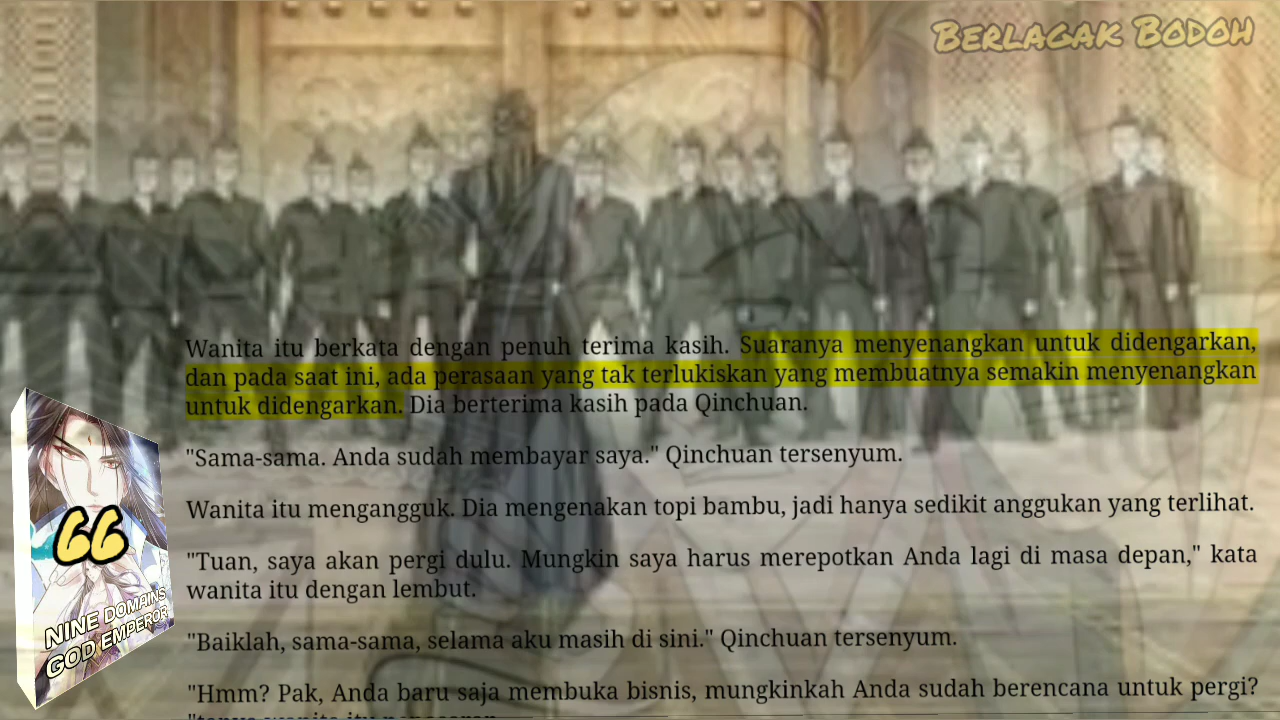 Berlagak Bodoh
Wanita itu berkata dengan penuh terima kasih. Suaranya menyenangkan untuk didengarkan,
dan pada saat ini, ada perasaan yang tak terlukiskan yang membuatnya semakin menyenangkan
untuk didengarkan. Dia berterima kasih pada Qinchuan.
"Sama-sama. Anda sudah membayar saya." Qinchuan tersenyum.
Wanita itu mengangguk. Dia mengenakan topi bambu, jadi hanya sedikit anggukan yang terlihat.
"Tuan, saya akan pergi dulu. Mungkin saya harus merepotkan Anda lagi di masa depan," kata
wanita itu dengan lembut.
"Baiklah, sama-sama, selama aku masih di sini." Qinchuan tersenyum.
"Hmm? Pak, Anda baru saja membuka bisnis, mungkinkah Anda sudah berencana untuk pergi?
66
NINE DOMAINS
GOD EMPEROR